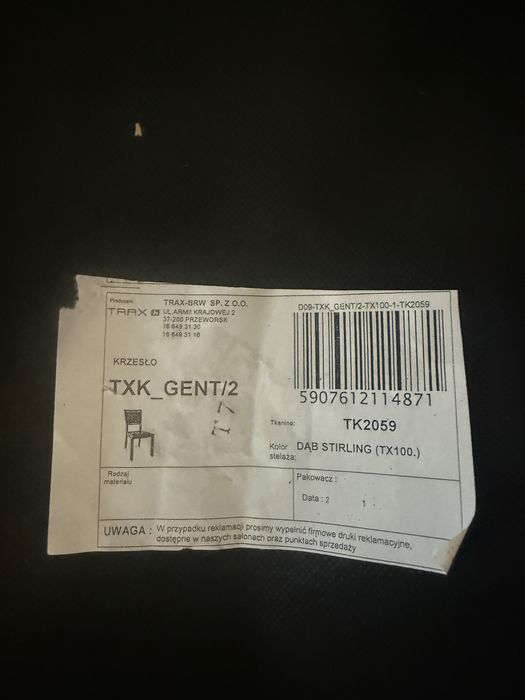 Producent
TRAX
TRAX-BRW SP. Z O.O.
UL.ARMII KRAJOWEJ 2
37-200 PRZEWORSK
16 649 31 30
16 649 31 16
D09-TXK_GENT/2-TX100-1-TK2059
5907612114871
KRZESŁO
TXK_GENT/2
T7
Tkanina:
TK2059
Kolor stelaża:
DĄB STIRLING (TX100.)
Rodzaj
materiału
Pakowacz :
Data : 2
1
UWAGA : W przypadku reklamacji prosimy wypełnić firmowe druki reklamacyjne,
dostępne w naszych salonach oraz punktach sprzedaży